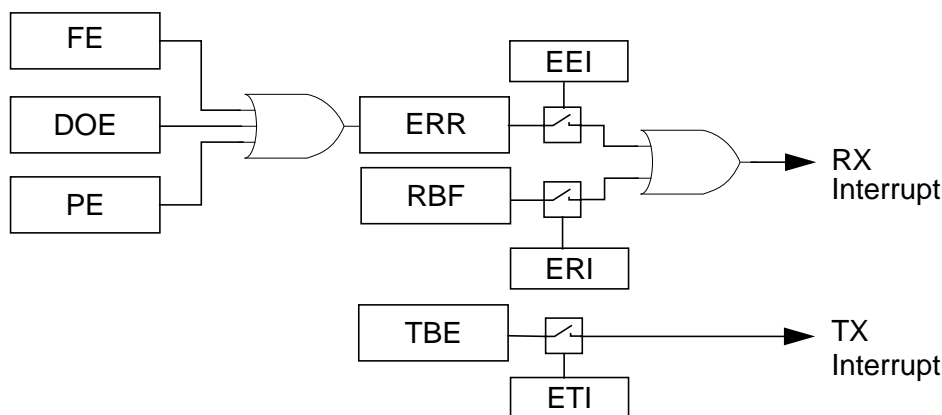 FE
DOE
PE
ERR
RBF
EEI
ERI
RX
Interrupt
TBE
ETI
TX
Interrupt